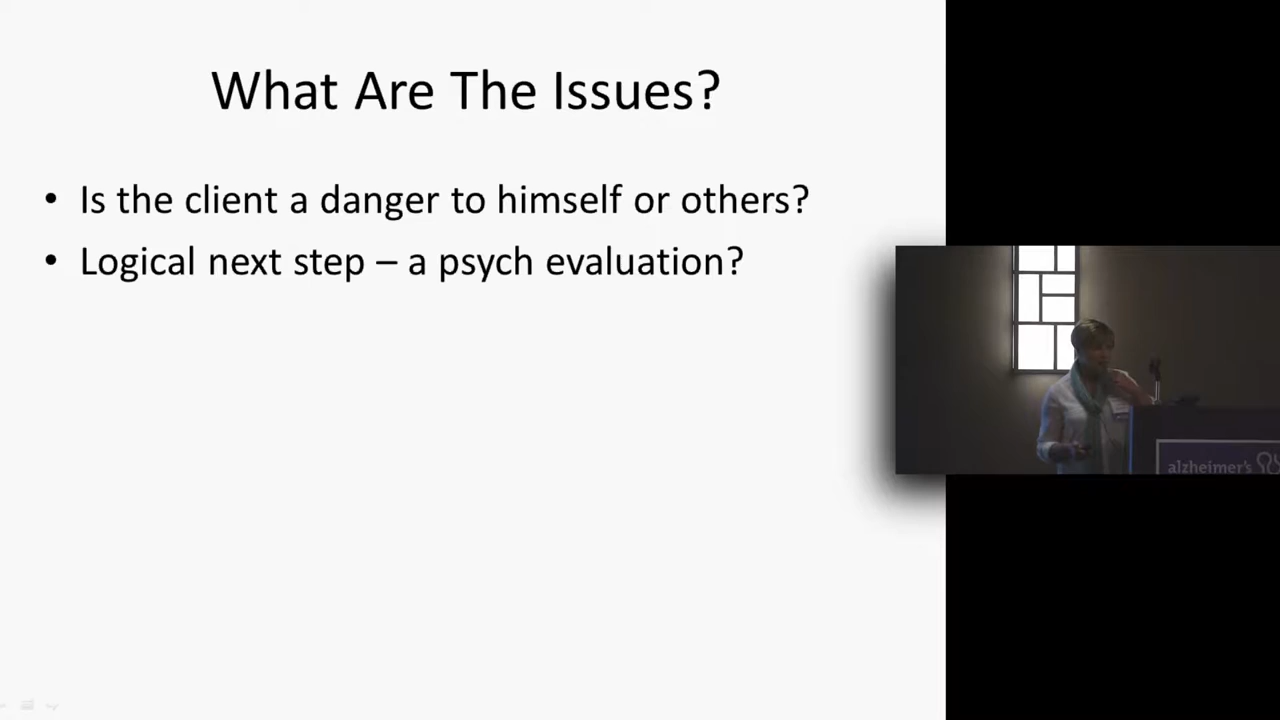 What Are The Issues?
• Is the client a danger to himself or others?
• Logical next step – a psych evaluation?
alzheimer's